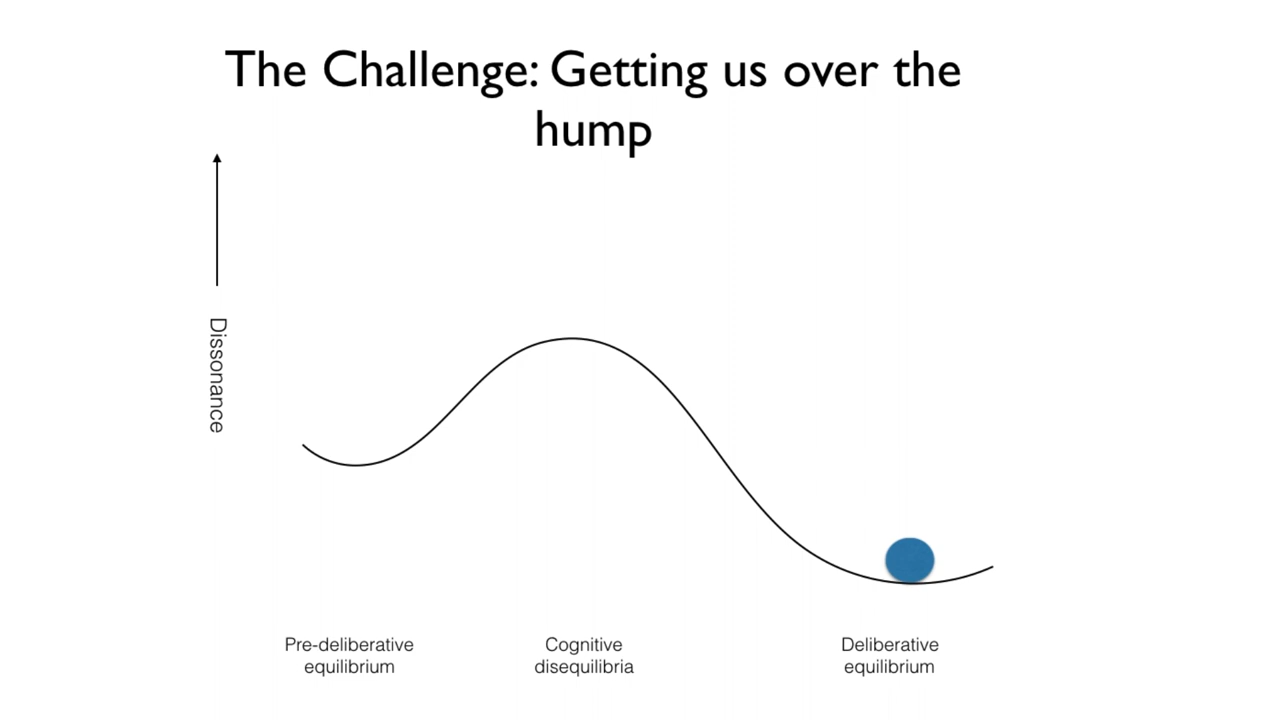 The Challenge: Getting us over the
hump
Dissonance
Pre-deliberative
equilibrium
Cognitive
disequilibria
Deliberative
equilibrium